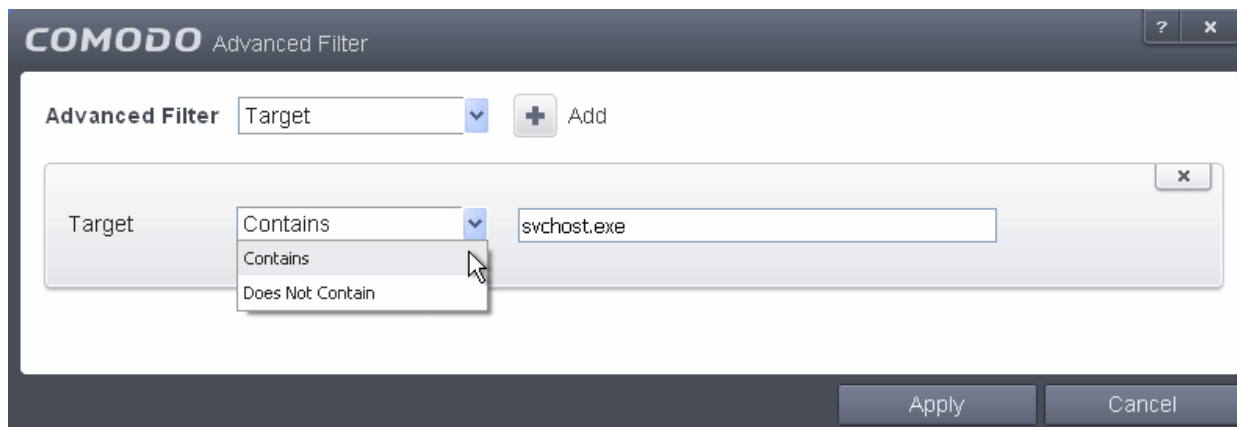 COMODO Advanced Filter
? x
Advanced Filter Target + Add
x
Target Contains svchost.exe
Contains
Does Not Contain
Apply Cancel